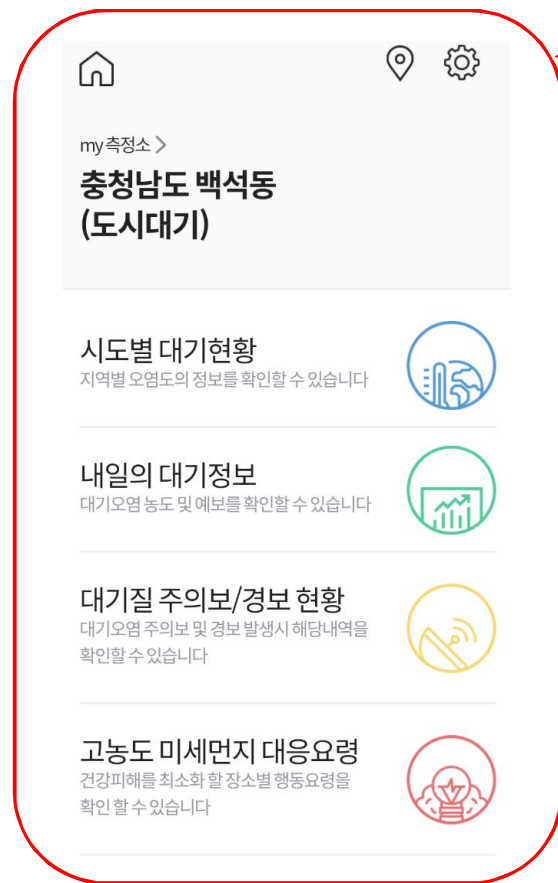 my 측정소 >
충청남도 백석동
(도시대기)
시도별 대기현황
지역별 오염도의 정보를 확인할 수 있습니다
내일의 대기정보
대기오염 농도 및 예보를 확인할 수 있습니다
대기질 주의보/경보 현황
대기오염 주의보 및 경보 발생시 해당내역을
확인할 수 있습니다
고농도 미세먼지 대응요령
건강피해를 최소화 할 장소별 행동요령을
확인 할 수 있습니다